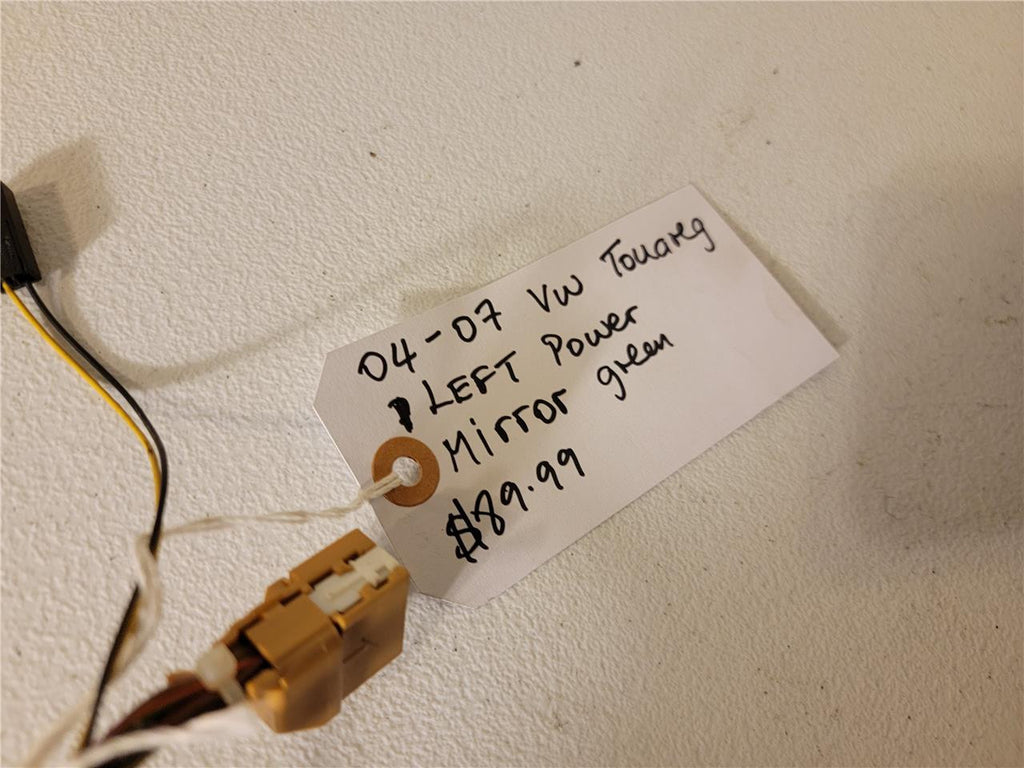 04-07 VW Touareg
LEFT Power
Mirror green
$89.99